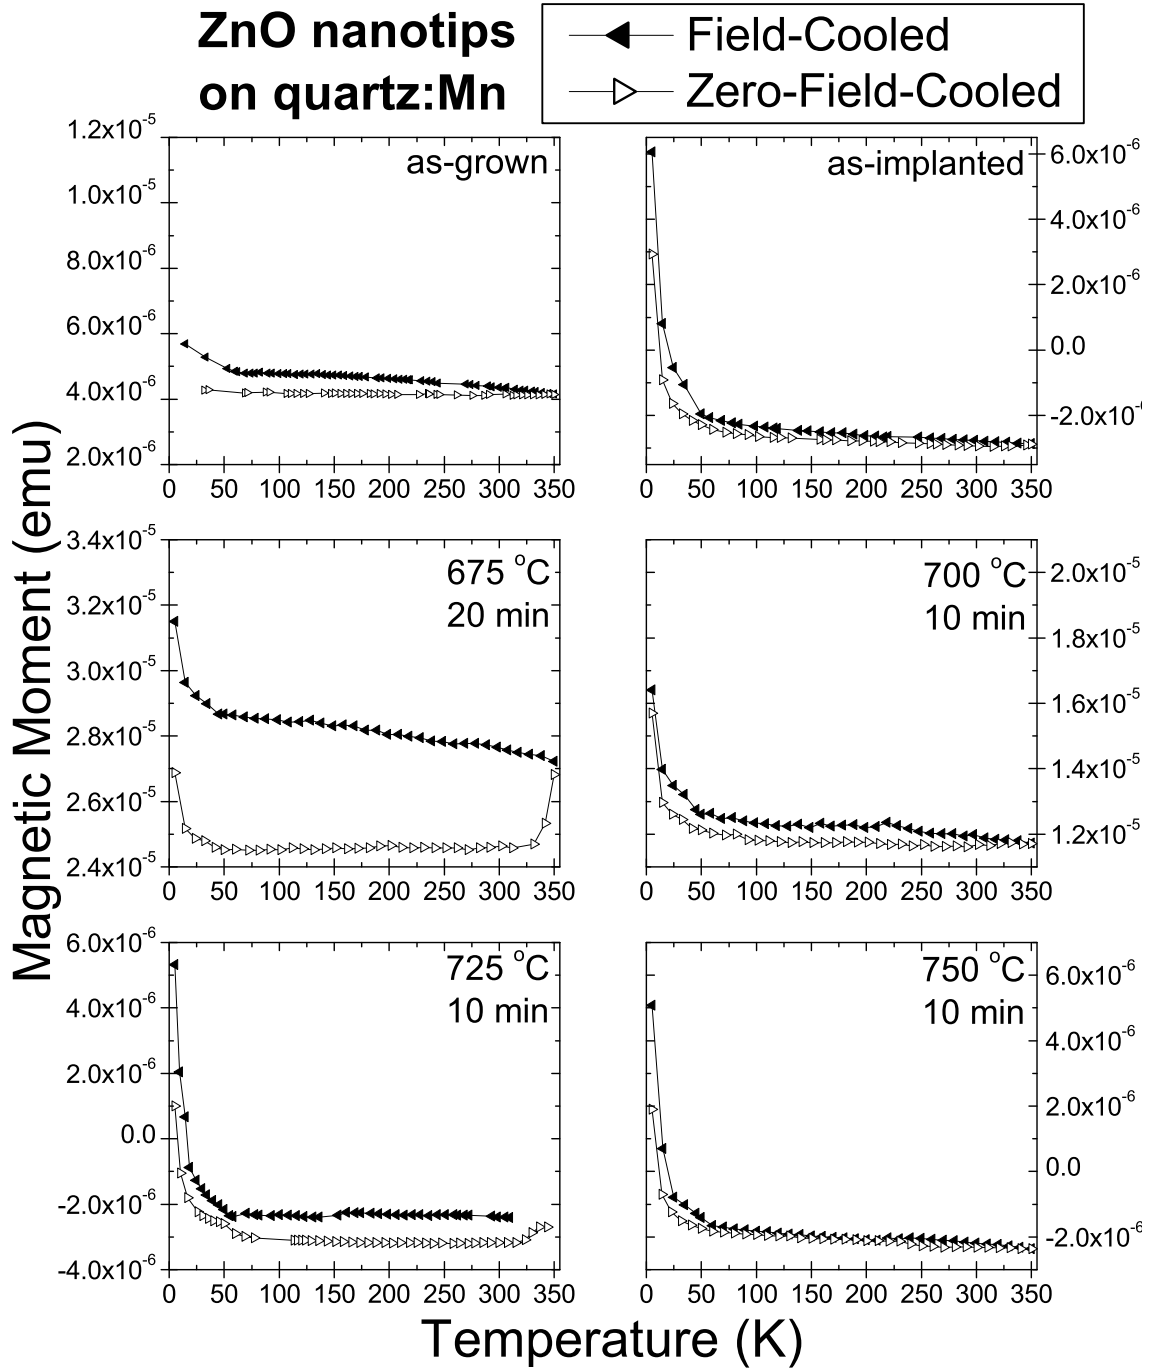 ZnO nanotips
on quartz:Mn
Field-Cooled
Zero-Field-Cooled
Magnetic Moment (emu)
as-grown
1.2x10⁻⁵
1.0x10⁻⁵
8.0x10⁻⁶
6.0x10⁻⁶
4.0x10⁻⁶
2.0x10⁻⁶
0 50 100 150 200 250 300 350
as-implanted
6.0x10⁻⁶
4.0x10⁻⁶
2.0x10⁻⁶
0.0
-2.0x10⁻
0 50 100 150 200 250 300 350
675 °C
20 min
3.4x10⁻⁵
3.2x10⁻⁵
3.0x10⁻⁵
2.8x10⁻⁵
2.6x10⁻⁵
2.4x10⁻⁵
0 50 100 150 200 250 300 350
700 °C
10 min
2.0x10⁻⁵
1.8x10⁻⁵
1.6x10⁻⁵
1.4x10⁻⁵
1.2x10⁻⁵
0 50 100 150 200 250 300 350
725 °C
10 min
6.0x10⁻⁶
4.0x10⁻⁶
2.0x10⁻⁶
0.0
-2.0x10⁻⁶
-4.0x10⁻⁶
0 50 100 150 200 250 300 350
750 °C
10 min
6.0x10⁻⁶
4.0x10⁻⁶
2.0x10⁻⁶
0.0
-2.0x10⁻⁶
0 50 100 150 200 250 300 350
Temperature (K)